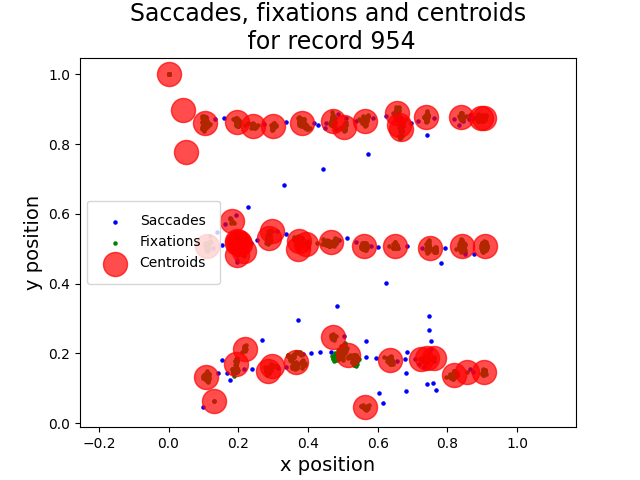 Saccades, fixations and centroids
for record 954
1.0
0.8
0.6
0.4
0.2
0.0
y position
Saccades
Fixations
Centroids
−0.2
0.0
0.2
0.4
0.6
0.8
1.0
x position